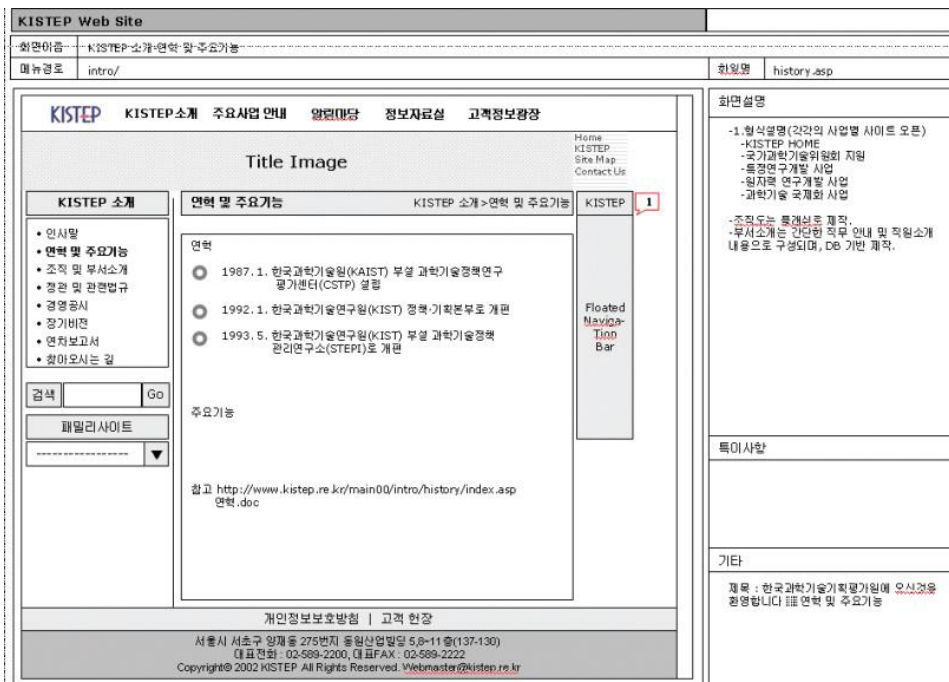 KISTEP Web Site
화면이름 KISTEP 소개-연혁 및 주요기능
메뉴경로 intro/ 화일명 history.asp
KISTEP KISTEP 소개 주요사업 안내 알림마당 정보자료실 고객정보광장
Title Image
Home
KISTEP
Site Map
Contact Us
KISTEP 소개
• 인사말
• 연혁 및 주요기능
• 조직 및 부서소개
• 정관 및 관련법규
• 경영공시
• 장기비전
• 연차보고서
• 찾아오시는 길
검색 Go
패밀리사이트
----------------- ▼
연혁 및 주요기능 KISTEP 소개>연혁 및 주요기능
연혁
1987.1. 한국과학기술원(KAIST) 부설 과학기술정책연구
평가센터(CSTP) 설립
1992.1. 한국과학기술연구원(KIST) 정책·기획본부로 개편
1993.5. 한국과학기술연구원(KIST) 부설 과학기술정책
관리연구소(STEPI)로 개편
주요기능
참고 http://www.kistep.re.kr/main00/intro/history/index.asp
연혁.doc
KISTEP
1
Floated
Naviga-
Tion
Bar
개인정보보호방침 | 고객 헌장
서울시 서초구 양재동 275번지 동원산업빌딩 5,8~11층(137-130)
대표전화 : 02-589-2200, 대표FAX : 02-589-2222
Copyright© 2002 KISTEP All Rights Reserved. Webmaster@kistep.re.kr
화면설명
-1.형식설명(각각의 사업별 사이트 오픈)
-KISTEP HOME
-국가과학기술위원회 지원
-특정연구개발 사업
-원자력 연구개발 사업
-과학기술 국제화 사업
-조직도는 플래쉬로 제작.
-부서소개는 간단한 직무 안내 및 직원소개
내용으로 구성되며, DB 기반 제작.
특이사항
기타
제목 : 한국과학기술기획평가원에 오신것을
환영합니다 연혁 및 주요기능